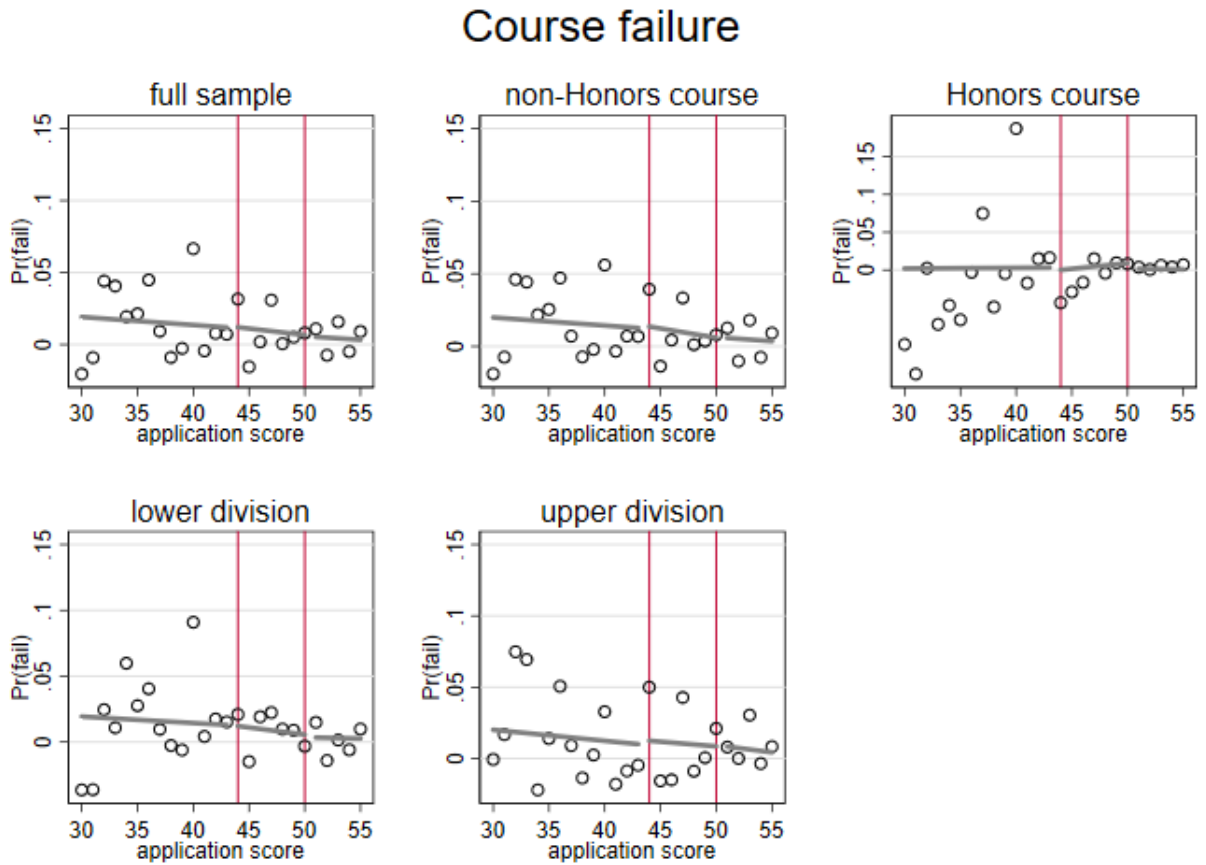 Course failure
full sample
Pr(fail)
.15
.1
.05
0
30 35 40 45 50 55
application score
non-Honors course
Pr(fail)
.15
.1
.05
0
30 35 40 45 50 55
application score
Honors course
Pr(fail)
.15
.1
.05
0
30 35 40 45 50 55
application score
lower division
Pr(fail)
.15
.1
.05
0
30 35 40 45 50 55
application score
upper division
Pr(fail)
.15
.1
.05
0
30 35 40 45 50 55
application score